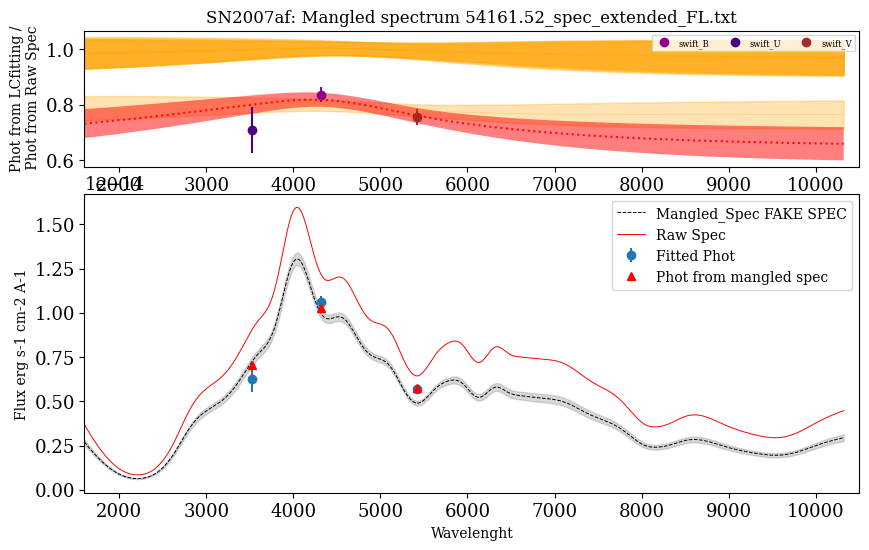 SN2007af: Mangled spectrum 54161.52_spec_extended_FL.txt
Phot from LCfitting /
Phot from Raw Spec
1.0
0.8
0.6
swift_B swift_U swift_V
2000 3000 4000 5000 6000 7000 8000 9000 10000
1e−14
Flux erg s-1 cm-2 A-1
1.50
1.25
1.00
0.75
0.50
0.25
0.00
Mangled_Spec FAKE SPEC
Raw Spec
Fitted Phot
Phot from mangled spec
2000 3000 4000 5000 6000 7000 8000 9000 10000
Wavelenght